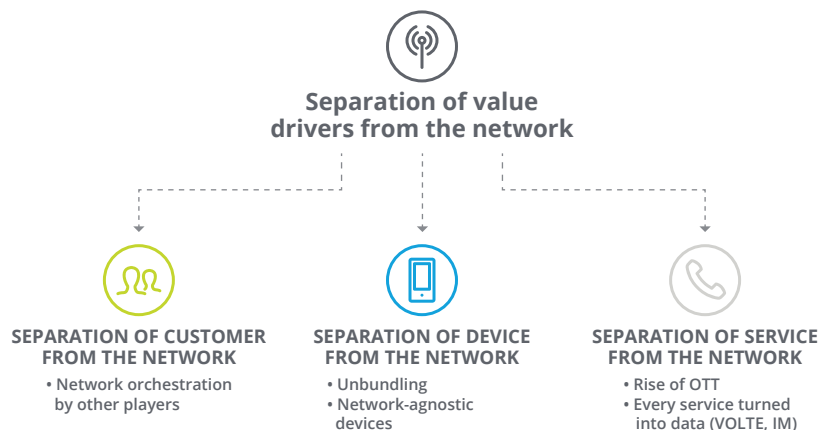 Separation of value
drivers from the network
SEPARATION OF CUSTOMER
FROM THE NETWORK
• Network orchestration
by other players
SEPARATION OF DEVICE
FROM THE NETWORK
• Unbundling
• Network-agnostic
devices
SEPARATION OF SERVICE
FROM THE NETWORK
• Rise of OTT
• Every service turned
into data (VOLTE, IM)